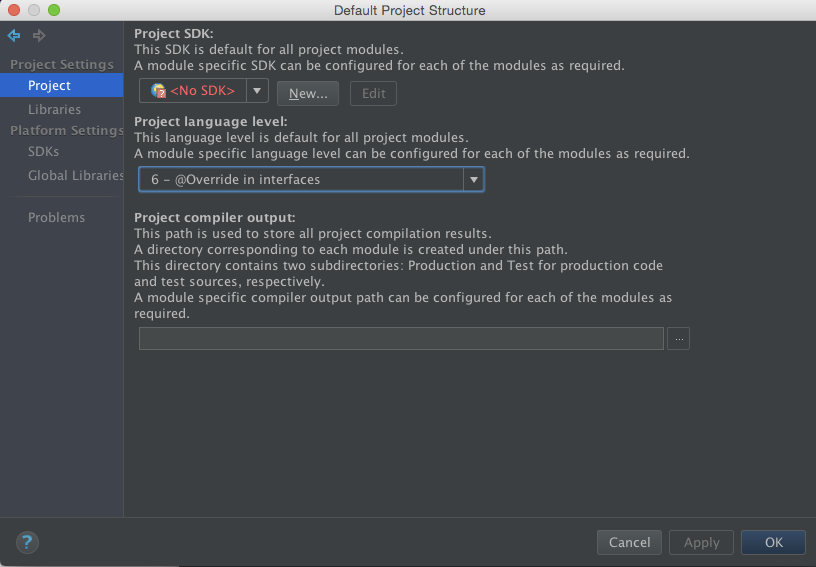 Default Project Structure
Project Settings
Project
Libraries
Platform Settings
SDKs
Global Libraries
Problems
Project SDK:
This SDK is default for all project modules.
A module specific SDK can be configured for each of the modules as required.
<No SDK>
New...
Edit
Project language level:
This language level is default for all project modules.
A module specific language level can be configured for each of the modules as required.
6 – @Override in interfaces
Project compiler output:
This path is used to store all project compilation results.
A directory corresponding to each module is created under this path.
This directory contains two subdirectories: Production and Test for production code
and test sources, respectively.
A module specific compiler output path can be configured for each of the modules as
required.
...
?
Cancel
Apply
OK